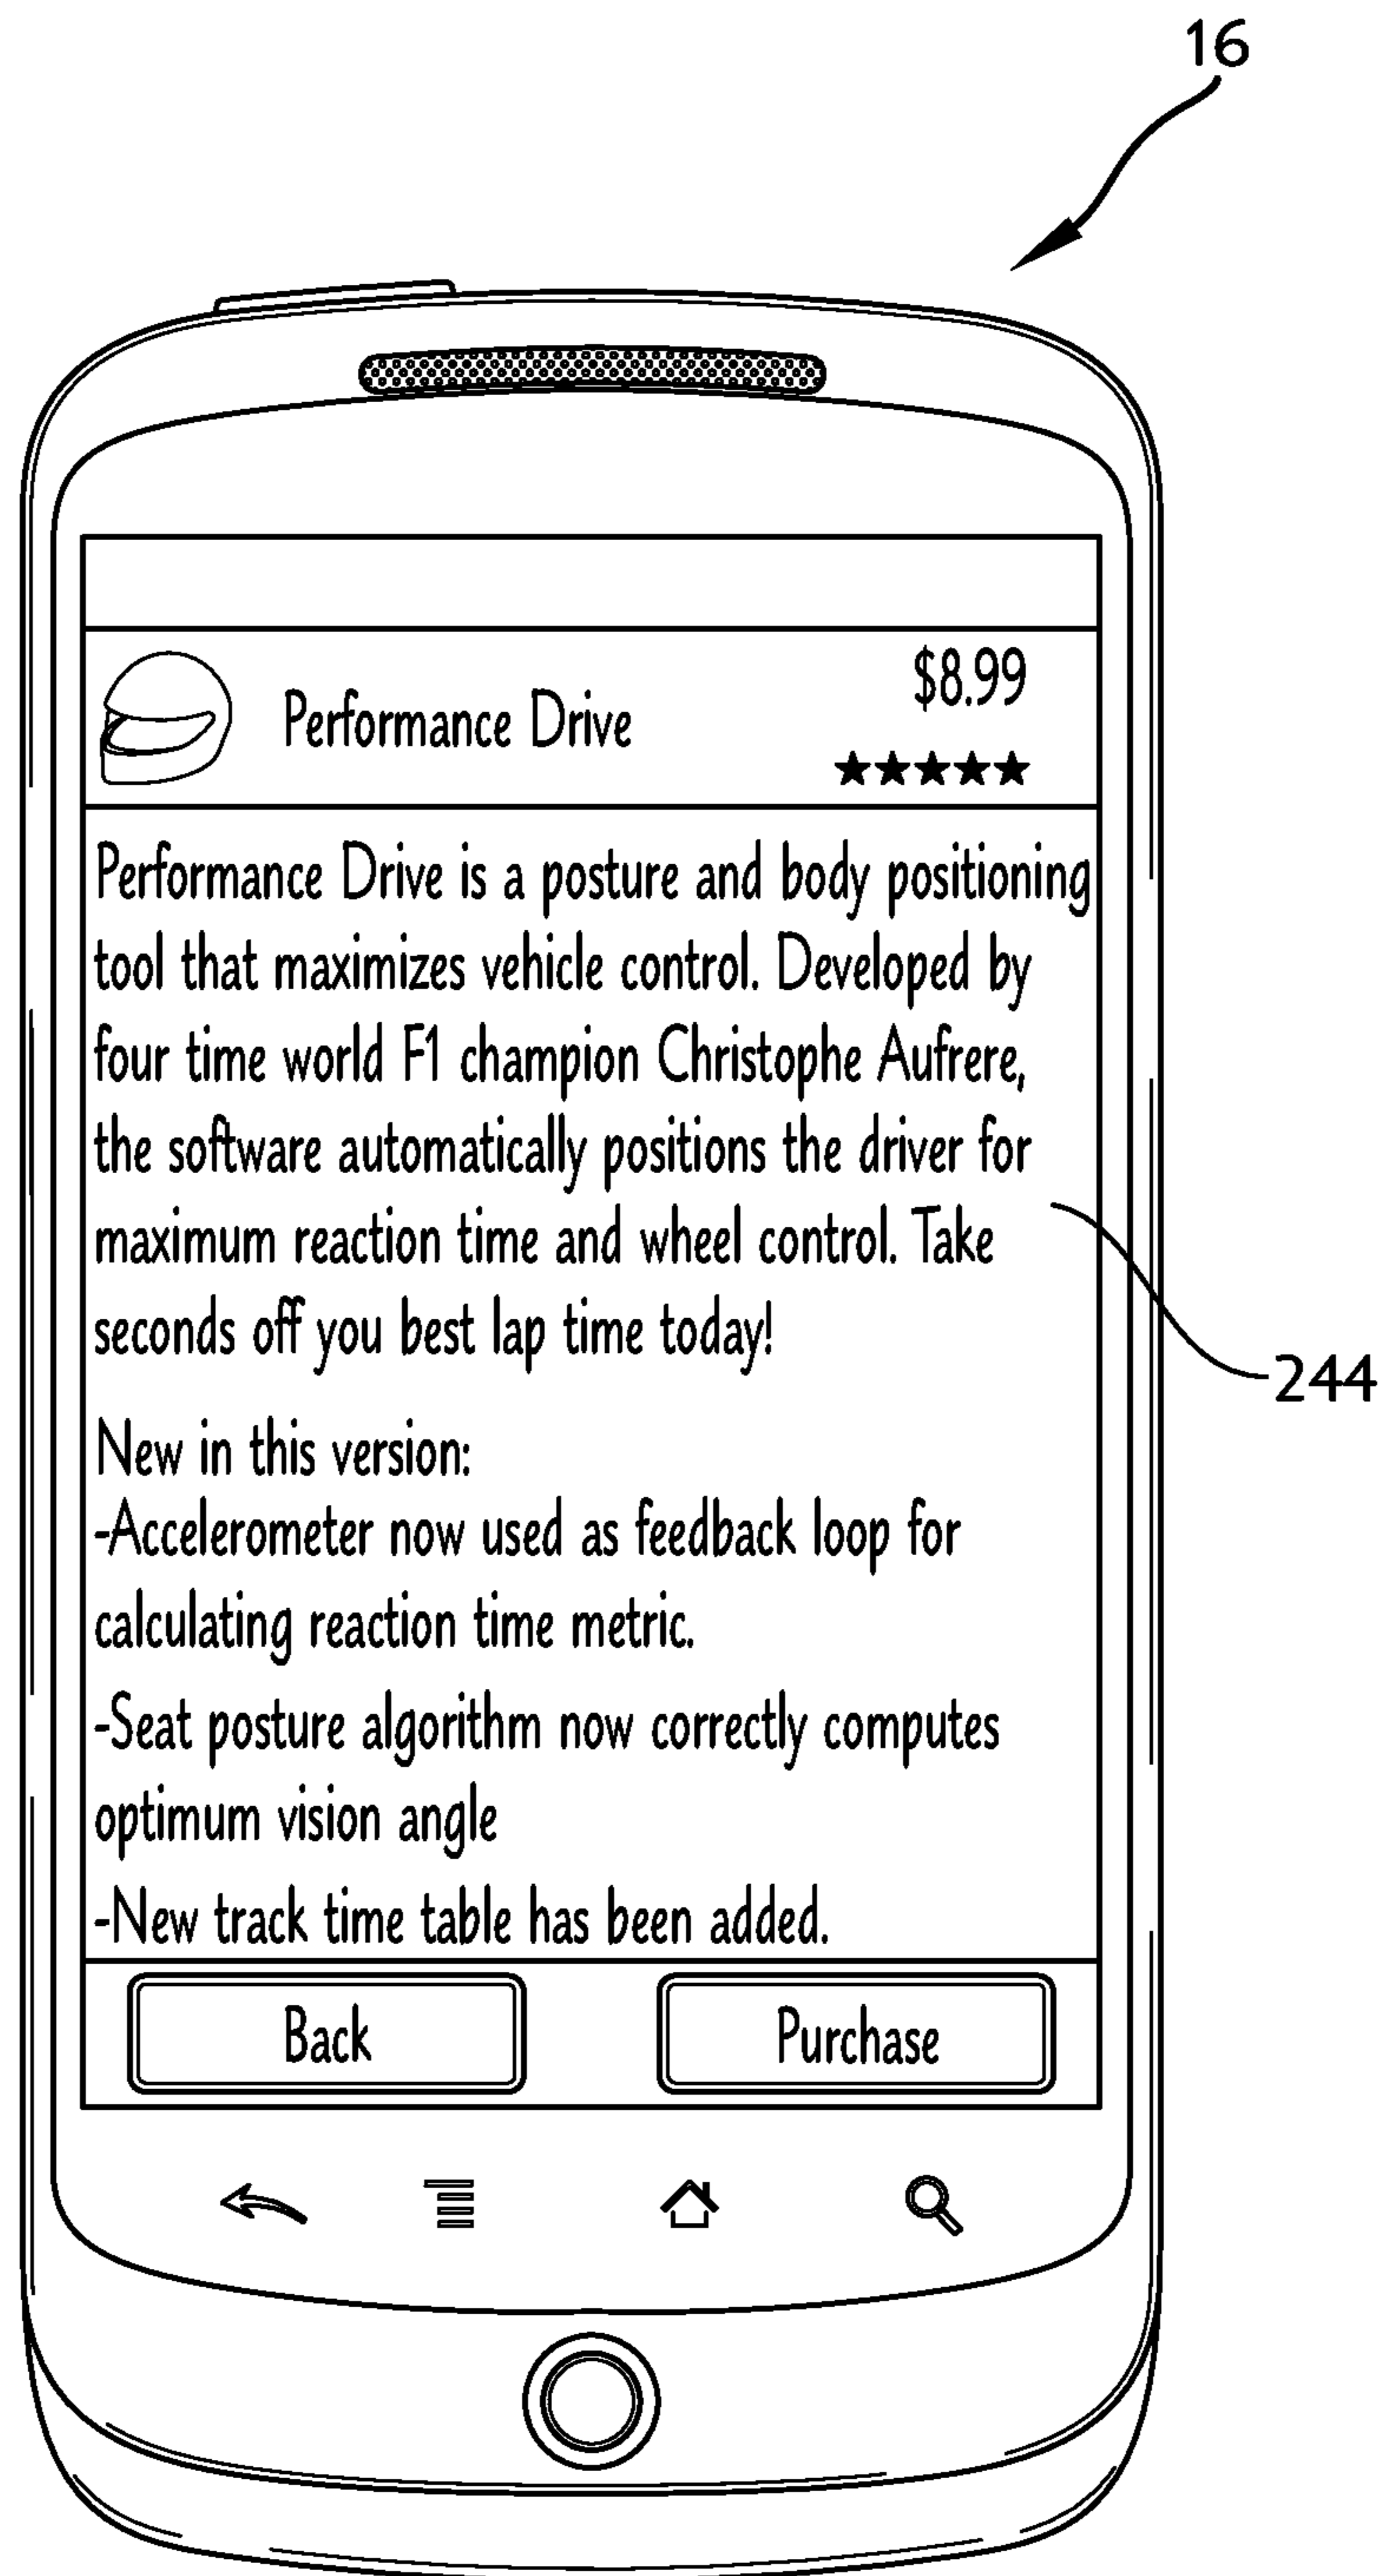 16
$8.99
Performance Drive
★★★★★
Performance Drive is a posture and body positioning
tool that maximizes vehicle control. Developed by
four time world F1 champion Christophe Aufrere,
the software automatically positions the driver for
maximum reaction time and wheel control. Take
seconds off you best lap time today!
244
New in this version:
-Accelerometer now used as feedback loop for
calculating reaction time metric.
-Seat posture algorithm now correctly computes
optimum vision angle
-New track time table has been added.
Back
Purchase